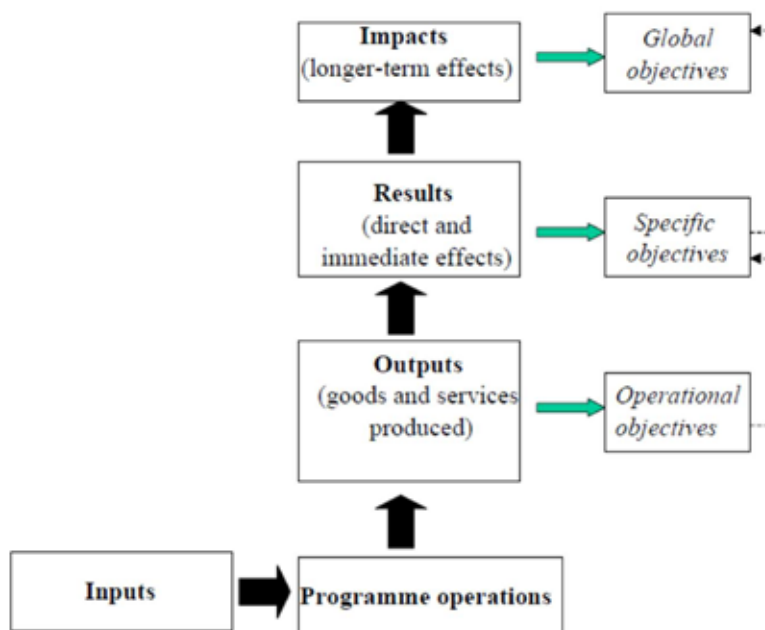 Impacts
(longer-term effects)
Global
objectives
Results
(direct and
immediate effects)
Specific
objectives
Outputs
(goods and services
produced)
Operational
objectives
Inputs
Programme operations